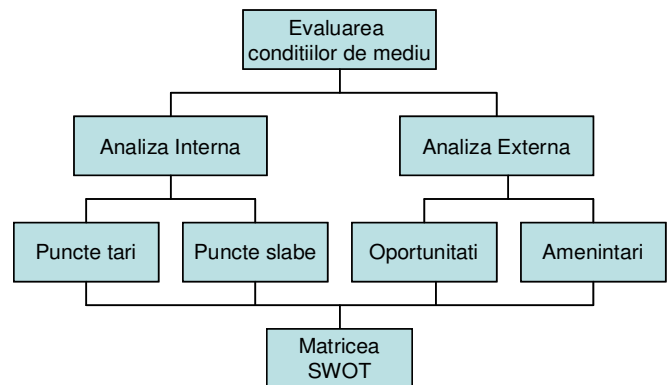 Evaluarea
conditiilor de mediu
Analiza Interna
Analiza Externa
Puncte tari
Puncte slabe
Oportunitati
Amenintari
Matricea
SWOT